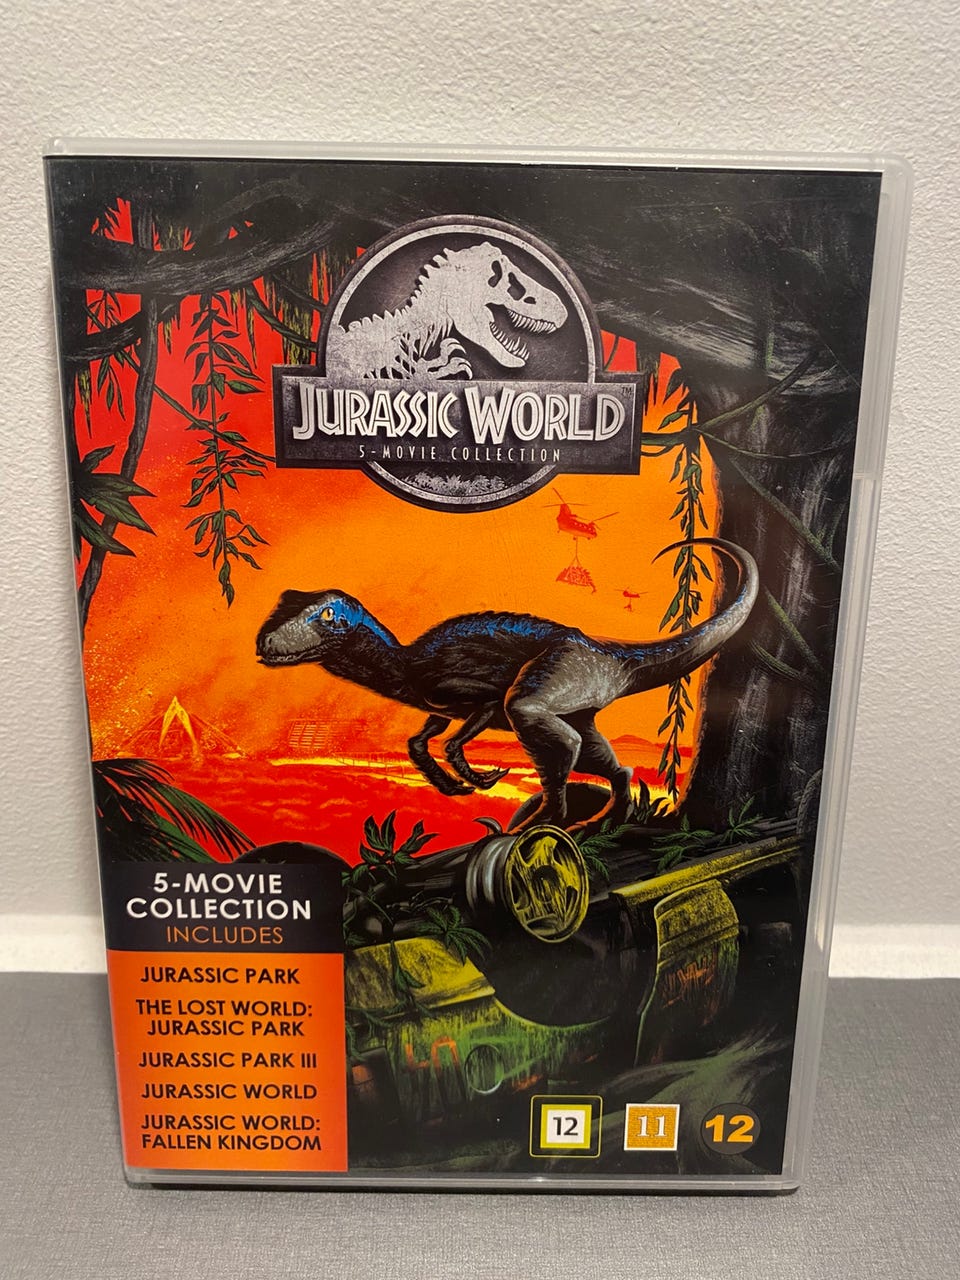 JURASSIC WORLD™
5-MOVIE COLLECTION
5-MOVIE
COLLECTION
INCLUDES
JURASSIC PARK
THE LOST WORLD:
JURASSIC PARK
JURASSIC PARK III
JURASSIC WORLD
JURASSIC WORLD:
FALLEN KINGDOM
12 11 12